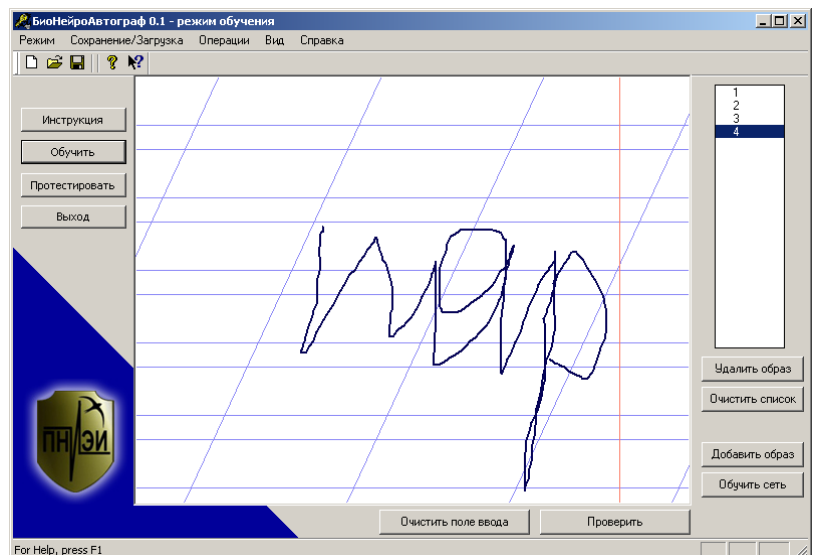 БиоНейроАвтограф 0.1 - режим обучения
Режим Сохранение/Загрузка Операции Вид Справка
Инструкция
Обучить
Протестировать
Выход
1
2
3
4
Удалить образ
Очистить список
Добавить образ
Обучить сеть
ПНИЭИ
Очистить поле ввода Проверить
For Help, press F1